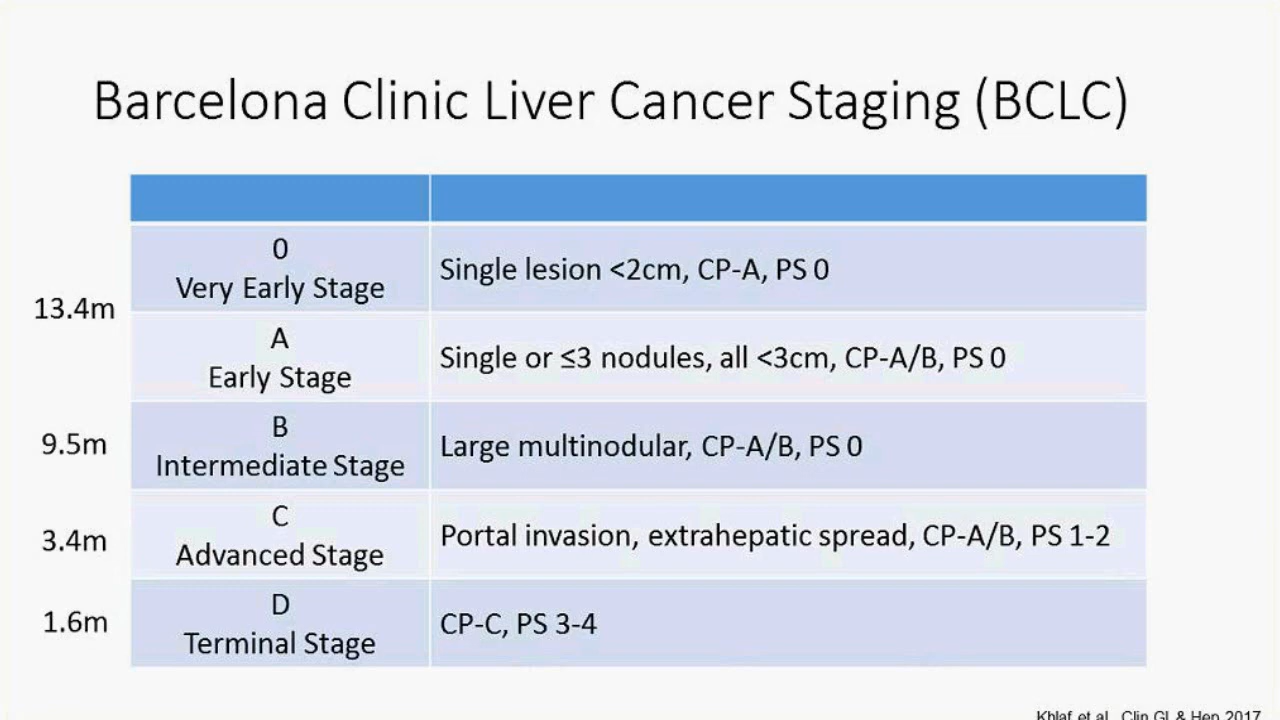 Barcelona Clinic Liver Cancer Staging (BCLC)
0
Very Early Stage
Single lesion <2cm, CP-A, PS 0
13.4m
A
Early Stage
Single or ≤3 nodules, all <3cm, CP-A/B, PS 0
9.5m
B
Intermediate Stage
Large multinodular, CP-A/B, PS 0
3.4m
C
Advanced Stage
Portal invasion, extrahepatic spread, CP-A/B, PS 1-2
1.6m
D
Terminal Stage
CP-C, PS 3-4
Khlaf et al., Clin GI & Hep 2017